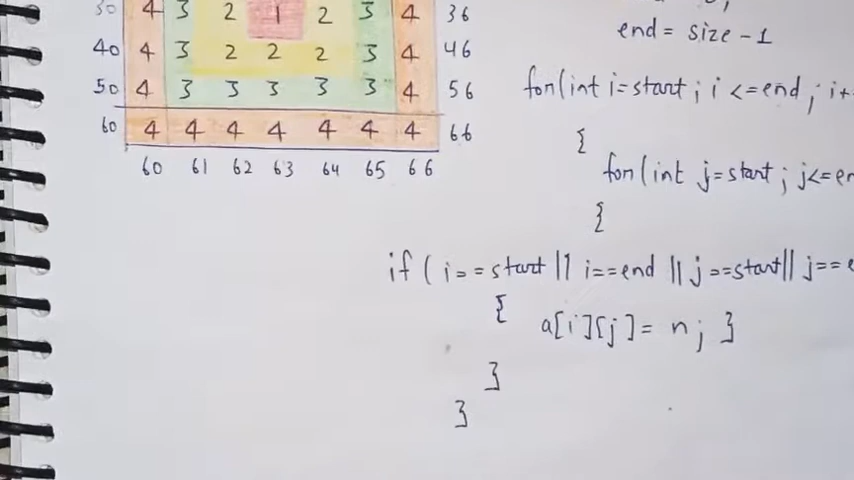 30 4 3 2 1 2 3 4 36
40 4 3 2 2 2 3 4 46
50 4 3 3 3 3 3 4 56
60 4 4 4 4 4 4 4 66
60 61 62 63 64 65 66
end = size - 1
for(int i=start ; i <=end ; i+
{
for(int j=start ; j<=en
{
if ( i == start || i==end || j ==start|| j== e
{
a[i][j]= n; }
}
}